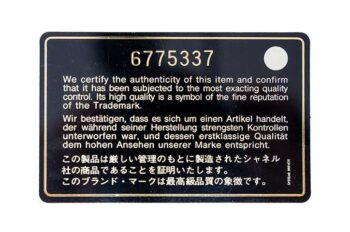 6775337
We certify the authenticity of this item and confirm
that it has been subjected to the most exacting quality
control. Its high quality is a symbol of the fine reputation
of the Trademark.
Wir bestätigen, dass es sich um einen Artikel handelt,
der während seiner Herstellung strengsten Kontrollen
unterworfen war, und dessen erstklassige Qualität
dem hohen Ansehen unserer Marke entspricht.
この製品は厳しい管理のもとに製造されたシャネル
社の商品であることを証明いたします。
このブランド・マークは最高級品質の象徴です。